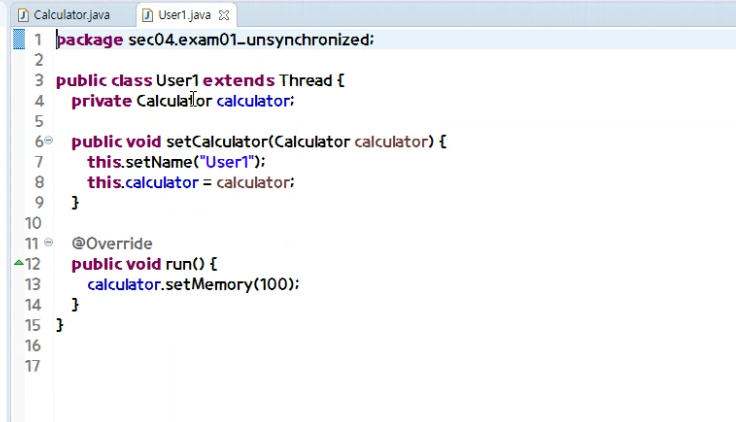 Calculator.java User1.java
1 package sec04.exam01_unsynchronized;
2
3 public class User1 extends Thread {
4 private Calculator calculator;
5
6 public void setCalculator(Calculator calculator) {
7 this.setName("User1");
8 this.calculator = calculator;
9 }
10
11 @Override
12 public void run() {
13 calculator.setMemory(100);
14 }
15 }
16
17